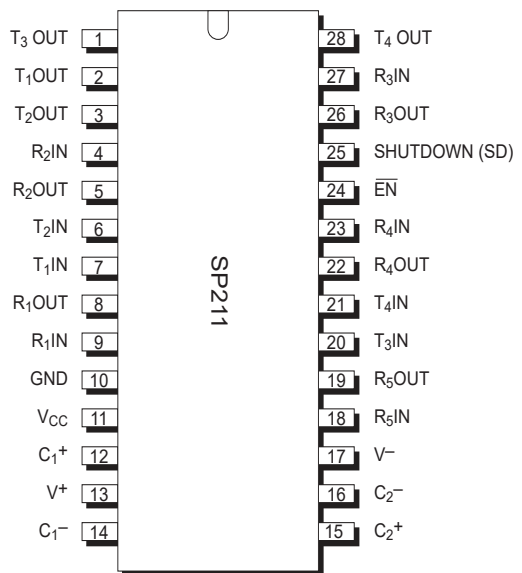 T₃ OUT 1 28 T₄ OUT
T₁OUT 2 27 R₃IN
T₂OUT 3 26 R₃OUT
R₂IN 4 25 SHUTDOWN (SD)
R₂OUT 5 24 E̅N̅
T₂IN 6 23 R₄IN
T₁IN 7 22 R₄OUT
R₁OUT 8 21 T₄IN
R₁IN 9 20 T₃IN
GND 10 19 R₅OUT
VCC 11 18 R₅IN
C₁+ 12 17 V–
V+ 13 16 C₂–
C₁– 14 15 C₂+
SP211